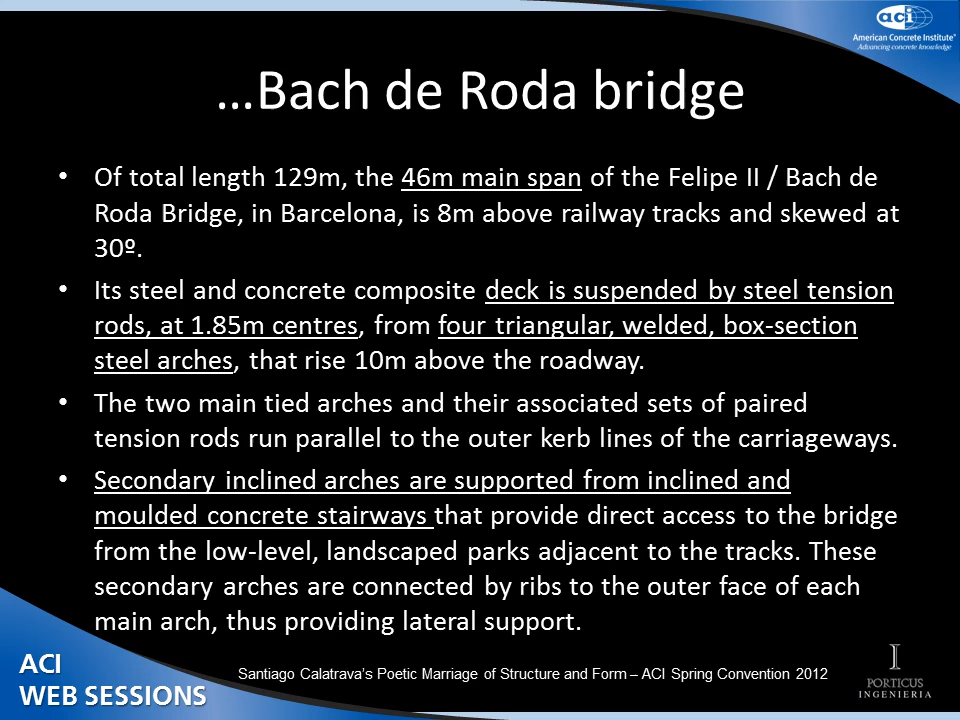 aci
American Concrete Institute®
Advancing concrete knowledge
...Bach de Roda bridge
• Of total length 129m, the 46m main span of the Felipe II / Bach de
Roda Bridge, in Barcelona, is 8m above railway tracks and skewed at
30º.
• Its steel and concrete composite deck is suspended by steel tension
rods, at 1.85m centres, from four triangular, welded, box-section
steel arches, that rise 10m above the roadway.
• The two main tied arches and their associated sets of paired
tension rods run parallel to the outer kerb lines of the carriageways.
• Secondary inclined arches are supported from inclined and
moulded concrete stairways that provide direct access to the bridge
from the low-level, landscaped parks adjacent to the tracks. These
secondary arches are connected by ribs to the outer face of each
main arch, thus providing lateral support.
ACI
WEB SESSIONS
Santiago Calatrava's Poetic Marriage of Structure and Form – ACI Spring Convention 2012
PORTICUS
INGENIERIA